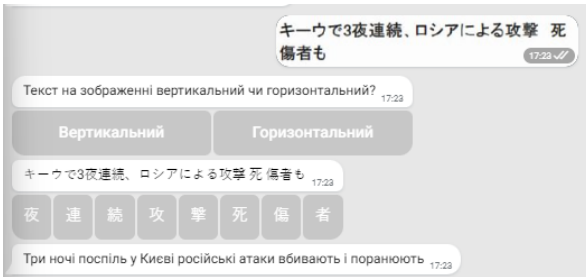 キーウで3夜連続、ロシアによる攻撃　死
傷者も
17:23
Текст на зображенні вертикальний чи горизонтальний?
17:23
Вертикальний Горизонтальний
キーウで3夜連続、ロシアによる攻撃 死 傷者も
17:23
夜 連 続 攻 撃 死 傷 者
Три ночі поспіль у Києві російські атаки вбивають і поранюють
17:23